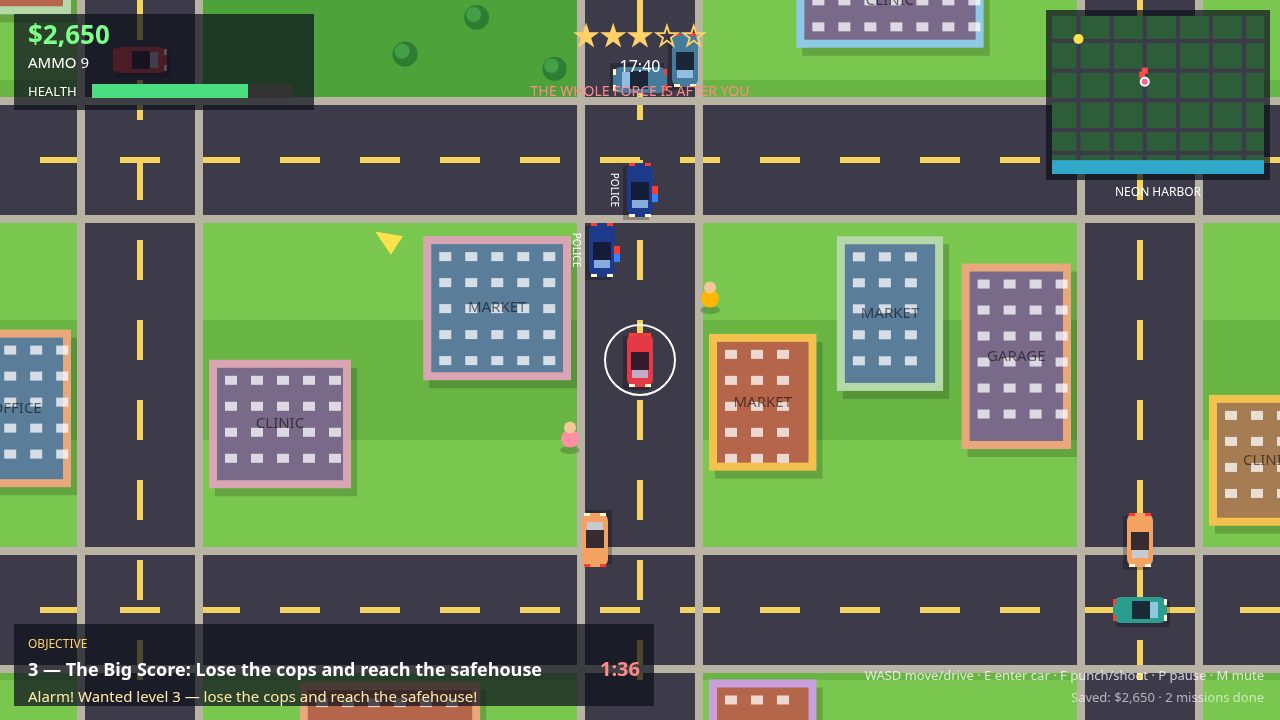 $2,650
AMMO 9
HEALTH
CLINIC
17:40
THE WHOLE FORCE IS AFTER YOU
NEON HARBOR
POLICE
POLICE
MARKET
MARKET
GARAGE
MARKET
OFFICE
CLINIC
CLINI
OBJECTIVE
3 — The Big Score: Lose the cops and reach the safehouse
1:36
Alarm! Wanted level 3 — lose the cops and reach the safehouse!
WASD move/drive · E enter car · F punch/shoot · P pause · M mute
Saved: $2,650 · 2 missions done